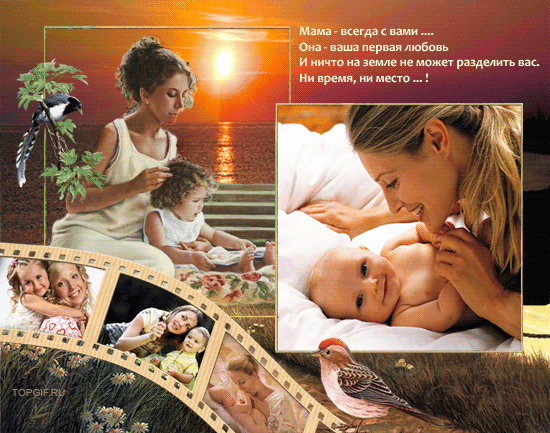 Мама - всегда с вами ....
Она - ваша первая любовь
И ничто на земле не может разделить вас.
Ни время, ни место ... !
TOPGIF.RU